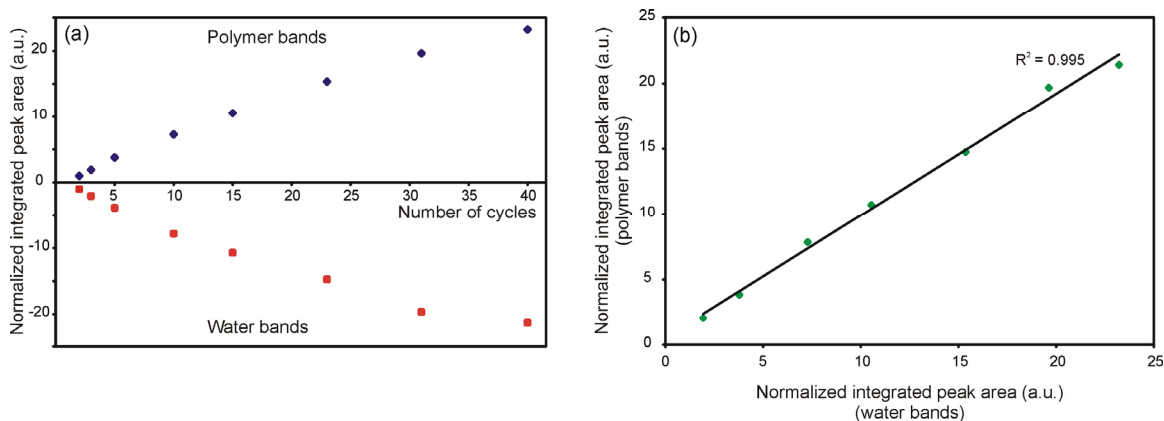 (a)
Polymer bands
Normalized integrated peak area (a.u.)
20
10
0
-10
-20
5
10
15
20
25
30
35
40
Number of cycles
Water bands
(b)
R² = 0.995
Normalized integrated peak area (a.u.)
(polymer bands)
25
20
15
10
5
0
0
5
10
15
20
25
Normalized integrated peak area (a.u.)
(water bands)